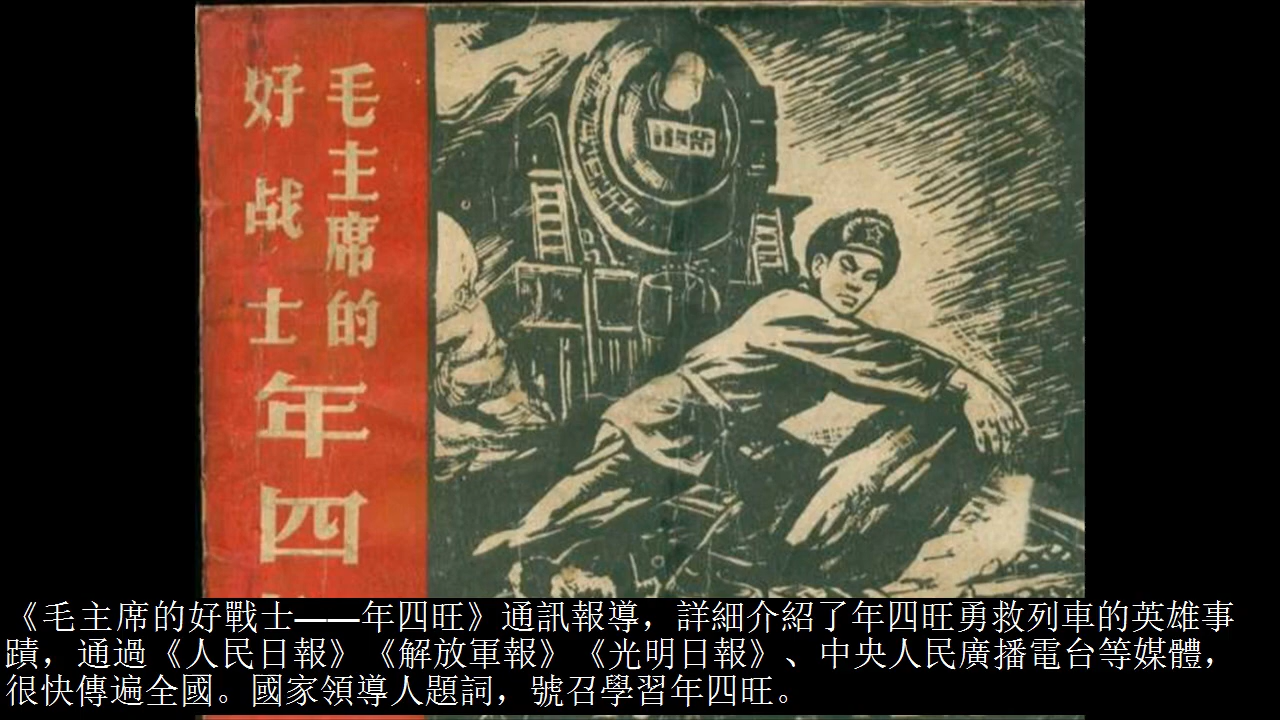 毛主席的
好战士年四
《毛主席的好戰士——年四旺》通訊報導，詳細介紹了年四旺勇救列車的英雄事
蹟，通過《人民日報》《解放軍報》《光明日報》、中央人民廣播電台等媒體，
很快傳遍全國。國家領導人題詞，號召學習年四旺。